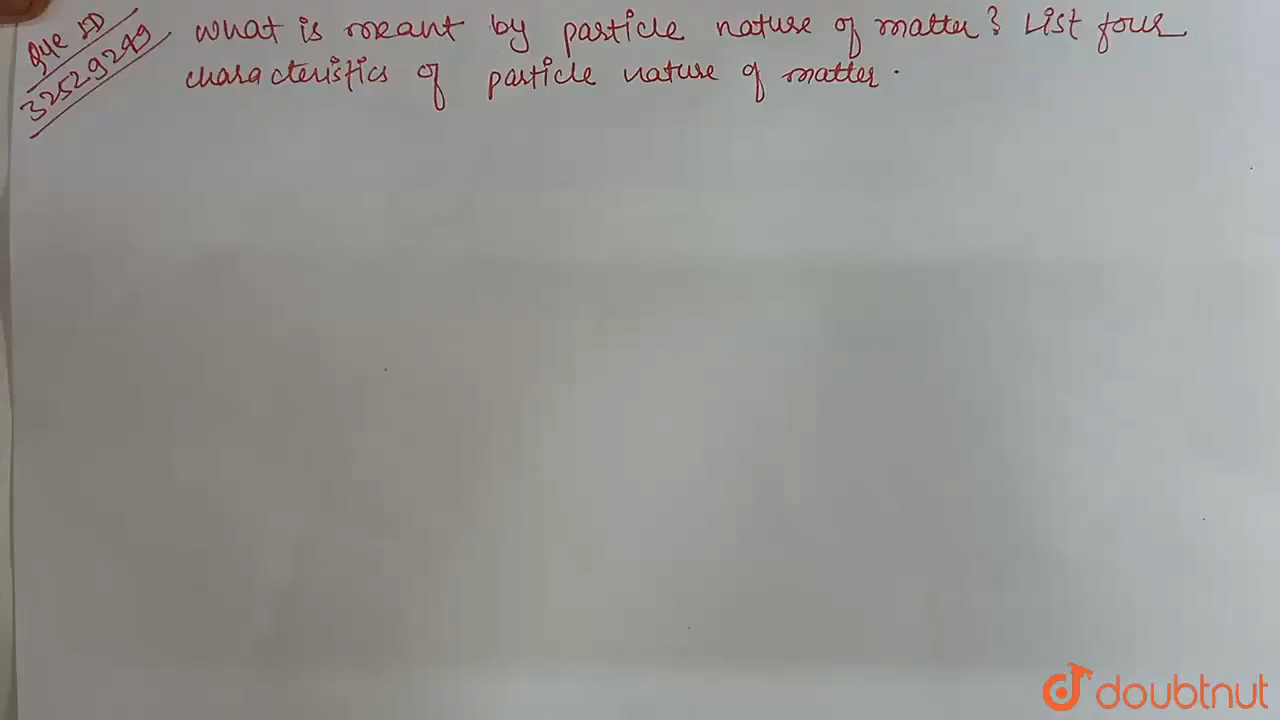 Que ID
32529299
What is meant by particle nature of matter? List four
characteristics of particle nature of matter.
doubtnut